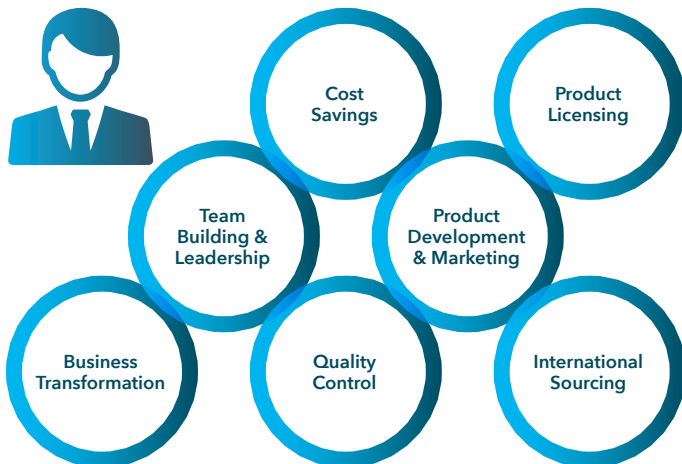 Cost
Savings
Product
Licensing
Team
Building &
Leadership
Product
Development
& Marketing
Business
Transformation
Quality
Control
International
Sourcing